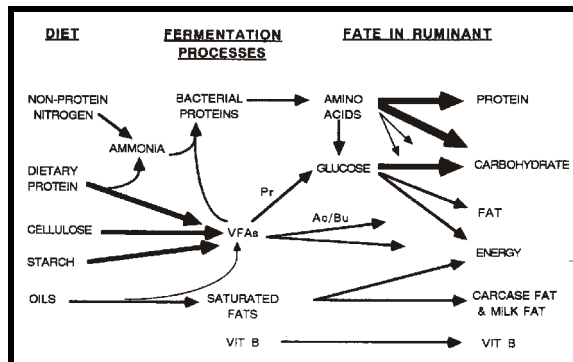 DIET
FERMENTATION
PROCESSES
FATE IN RUMINANT
NON-PROTEIN
NITROGEN
BACTERIAL
PROTEINS
AMINO
ACIDS
PROTEIN
AMMONIA
DIETARY
PROTEIN
GLUCOSE
CARBOHYDRATE
Pr
FAT
CELLULOSE
VFAs
Ac/Bu
STARCH
ENERGY
OILS
SATURATED
FATS
CARCASE FAT
& MILK FAT
VIT B
VIT B